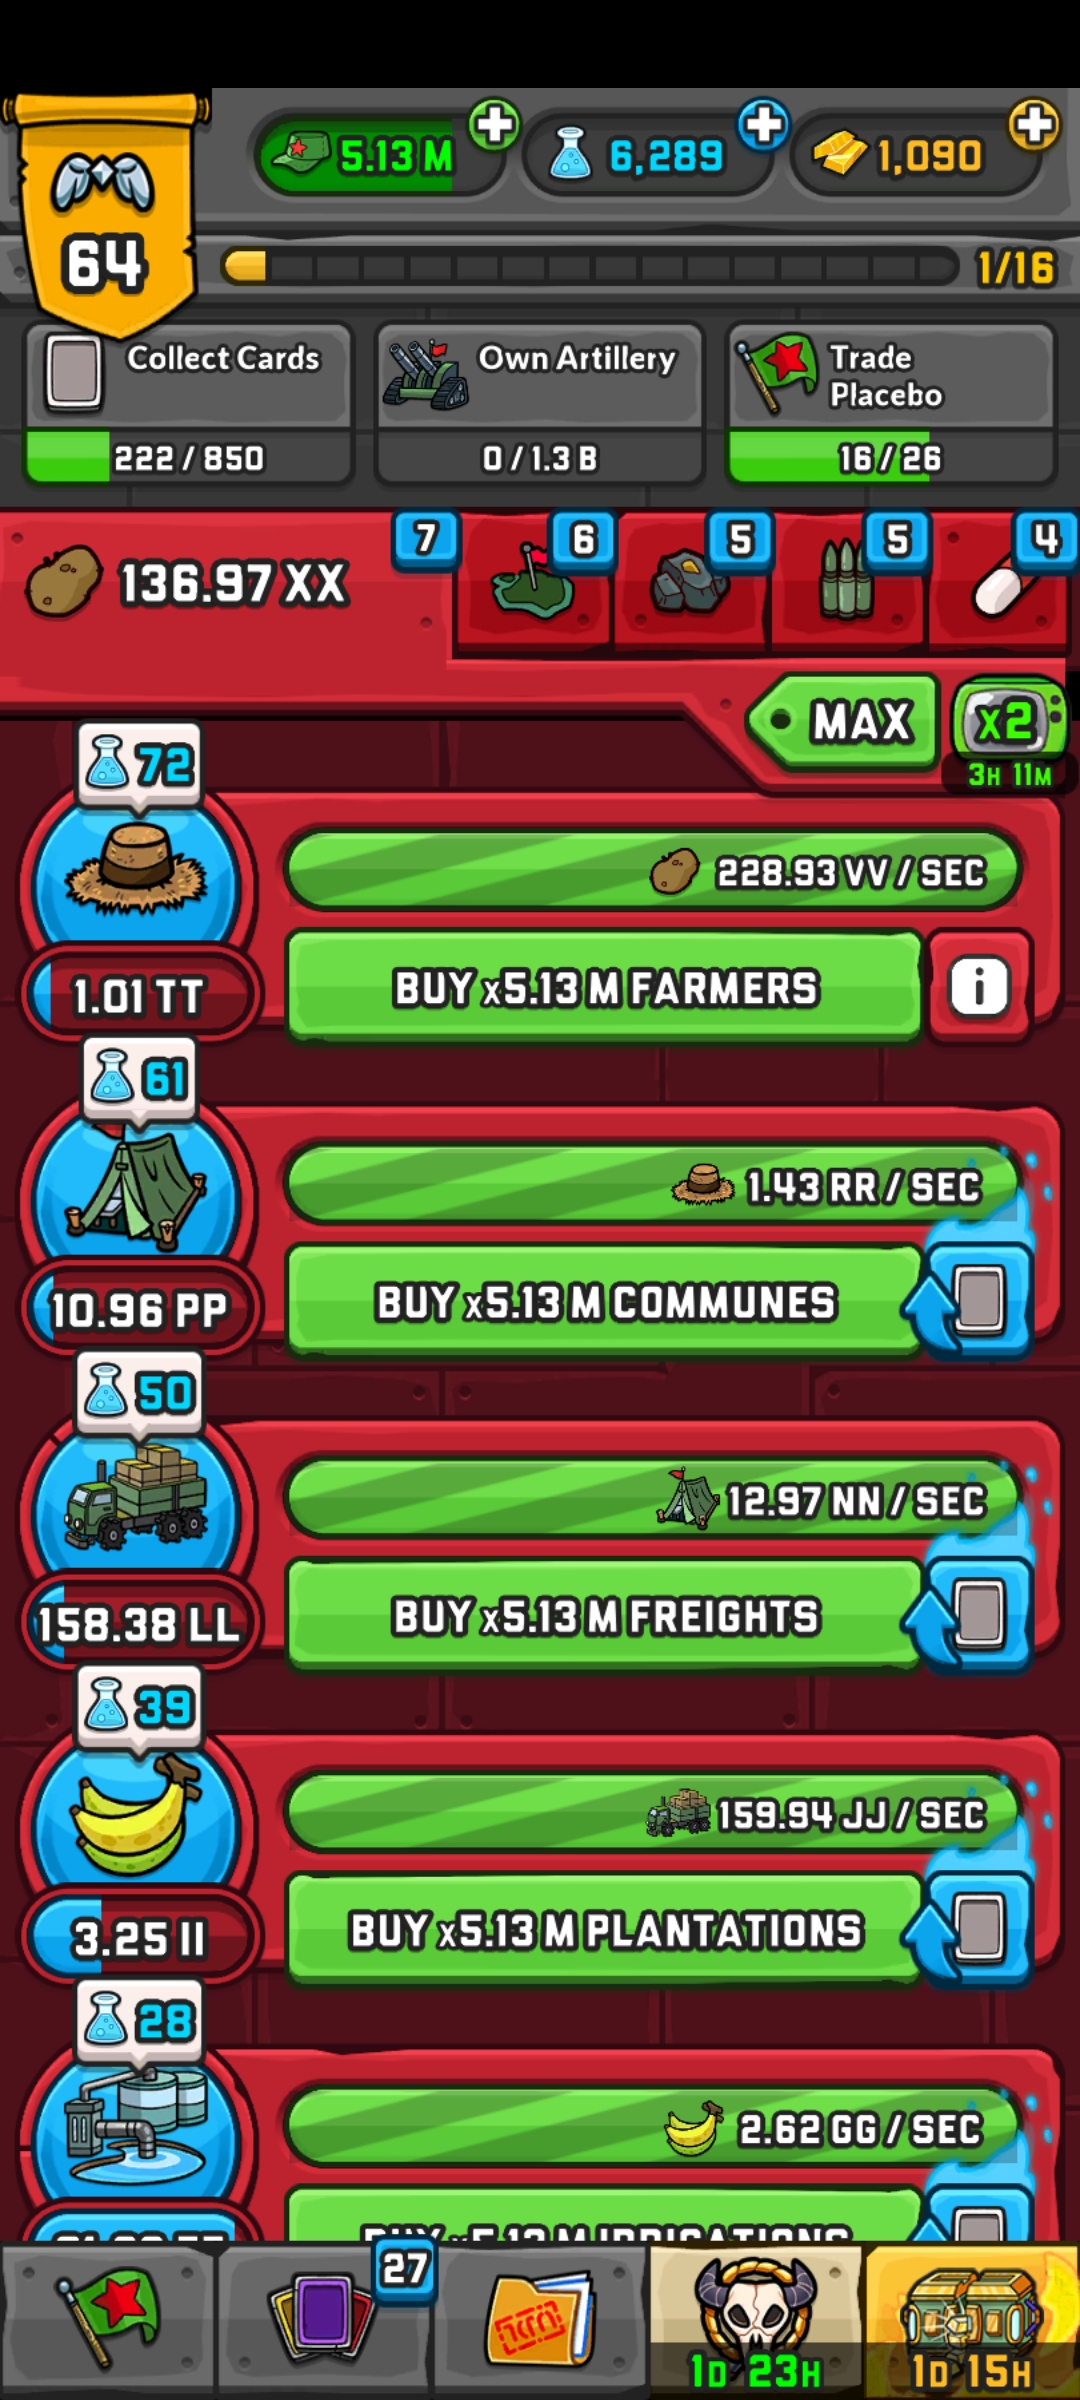 5.13 M
6,289
1,090
64
1/16
Collect Cards
222 / 850
Own Artillery
0 / 1.3 B
Trade
Placebo
16 / 26
136.97 XX
7
6
5
5
4
MAX
x2
3H 11M
72
228.93 VV / SEC
1.01 TT
BUY x5.13 M FARMERS
i
61
1.43 RR / SEC
10.96 PP
BUY x5.13 M COMMUNES
50
12.97 NN / SEC
158.38 LL
BUY x5.13 M FREIGHTS
39
159.94 JJ / SEC
3.25 II
BUY x5.13 M PLANTATIONS
28
2.62 GG / SEC
BUY x5.13 M IRRIGATIONS
27
1D 23H
1D 15H